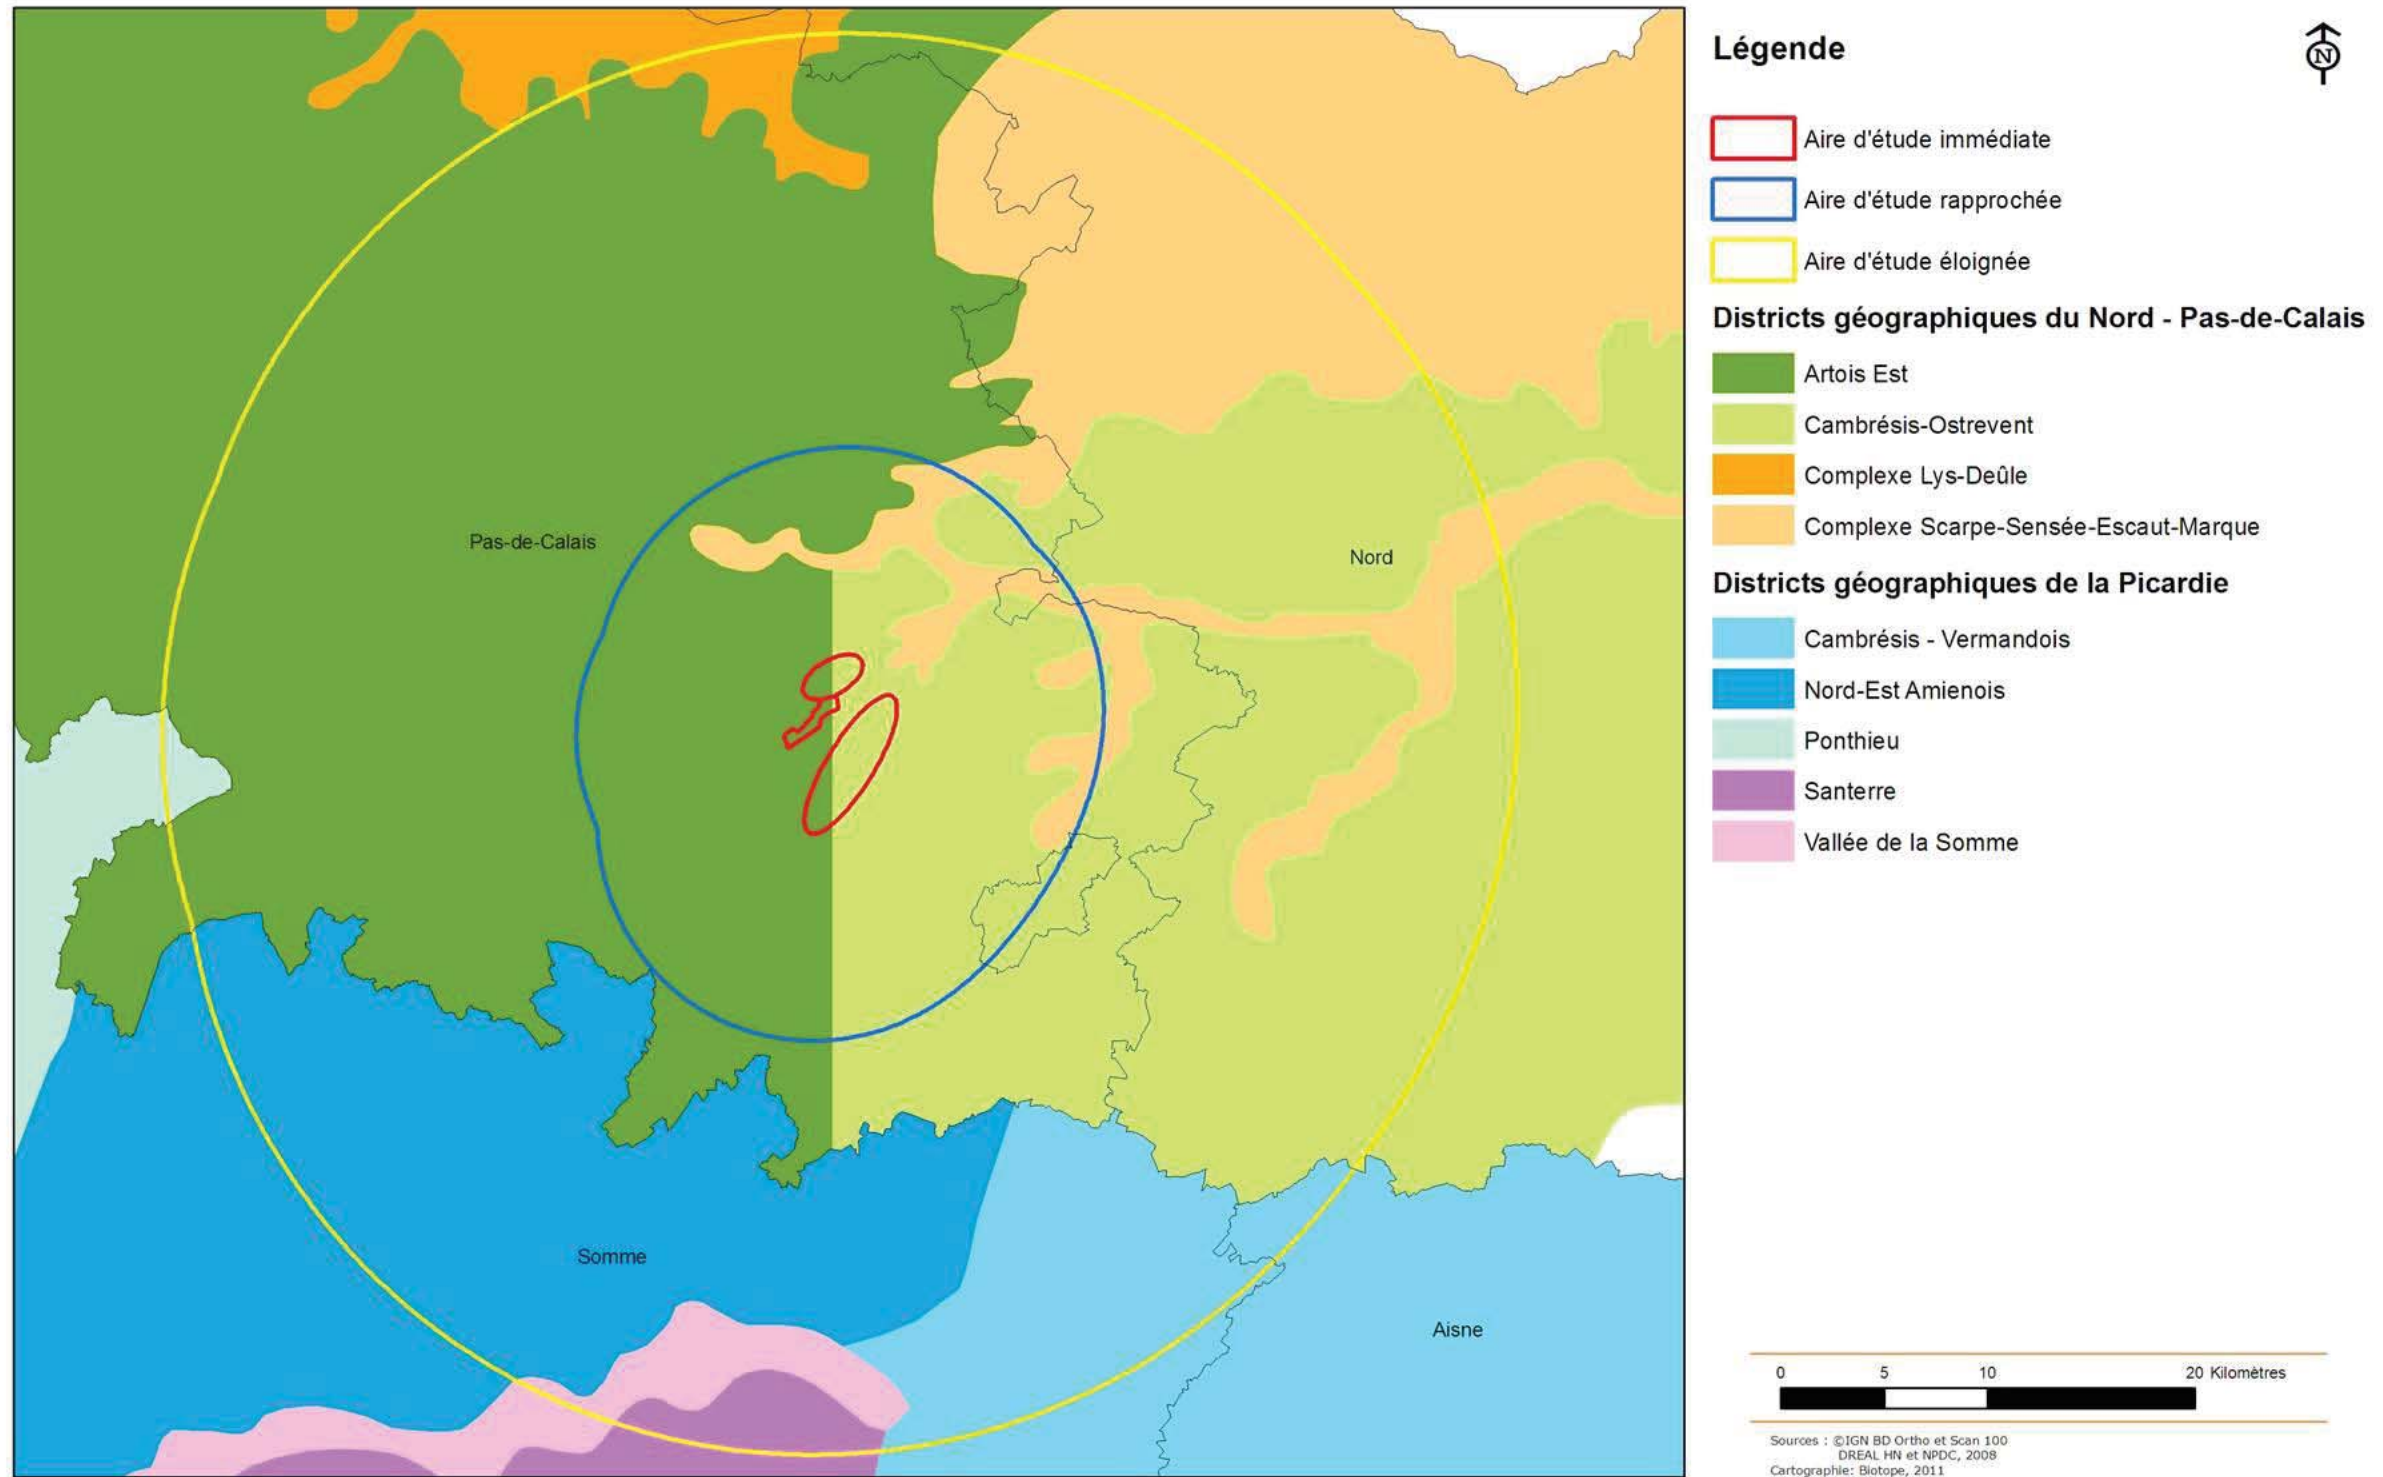 Légende
N
Aire d'étude immédiate
Aire d'étude rapprochée
Aire d'étude éloignée
Districts géographiques du Nord - Pas-de-Calais
Artois Est
Cambrésis-Ostrevent
Complexe Lys-Deûle
Complexe Scarpe-Sensée-Escaut-Marque
Districts géographiques de la Picardie
Cambrésis - Vermandois
Nord-Est Amienois
Ponthieu
Santerre
Vallée de la Somme
Pas-de-Calais
Nord
Somme
Aisne
0 5 10 20 Kilomètres
Sources : ©IGN BD Ortho et Scan 100
DREAL HN et NPDC, 2008
Cartographie: Biotope, 2011